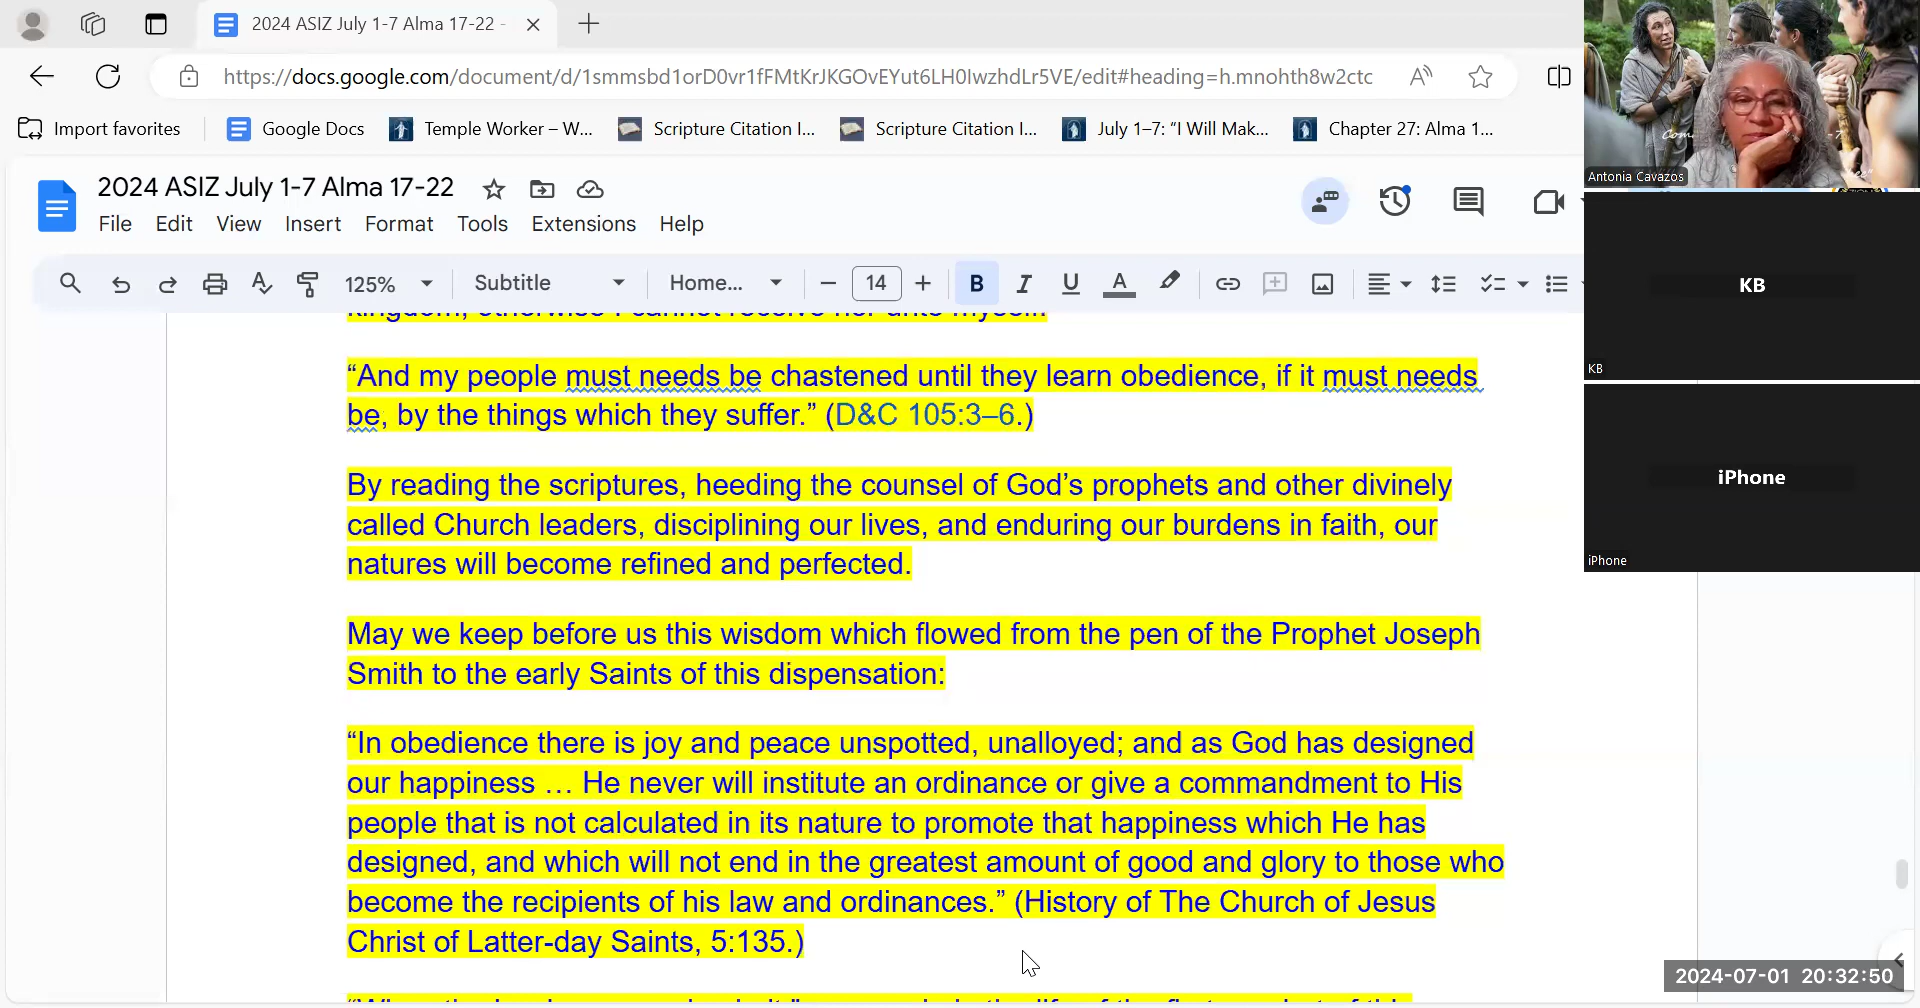 2024 ASIZ July 1-7 Alma 17-22 -
https://docs.google.com/document/d/1smmsbd1orD0vr1fFMtKrJKGOvEYut6LH0IwzhdLr5VE/edit#heading=h.mnohth8w2ctc
Import favorites Google Docs Temple Worker – W... Scripture Citation I... Scripture Citation I... July 1–7: “I Will Mak... Chapter 27: Alma 1...
2024 ASIZ July 1-7 Alma 17-22
File Edit View Insert Format Tools Extensions Help
125% Subtitle Home... 14 B I U A
“And my people must needs be chastened until they learn obedience, if it must needs
be, by the things which they suffer.” (D&C 105:3–6.)
By reading the scriptures, heeding the counsel of God’s prophets and other divinely
called Church leaders, disciplining our lives, and enduring our burdens in faith, our
natures will become refined and perfected.
May we keep before us this wisdom which flowed from the pen of the Prophet Joseph
Smith to the early Saints of this dispensation:
“In obedience there is joy and peace unspotted, unalloyed; and as God has designed
our happiness … He never will institute an ordinance or give a commandment to His
people that is not calculated in its nature to promote that happiness which He has
designed, and which will not end in the greatest amount of good and glory to those who
become the recipients of his law and ordinances.” (History of The Church of Jesus
Christ of Latter-day Saints, 5:135.)
Antonia Cavazos
KB
KB
iPhone
iPhone
2024-07-01 20:32:50